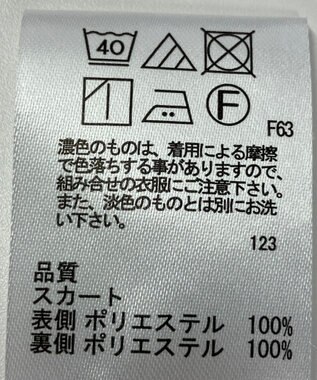 40
F
F63
濃色のものは、着用による摩擦
で色落ちする事がありますので、
組み合せの衣服にご注意下さい。
また、淡色のものとは別にお洗
い下さい。
123
品質
スカート
表側 ポリエステル 100%
裏側 ポリエステル 100%